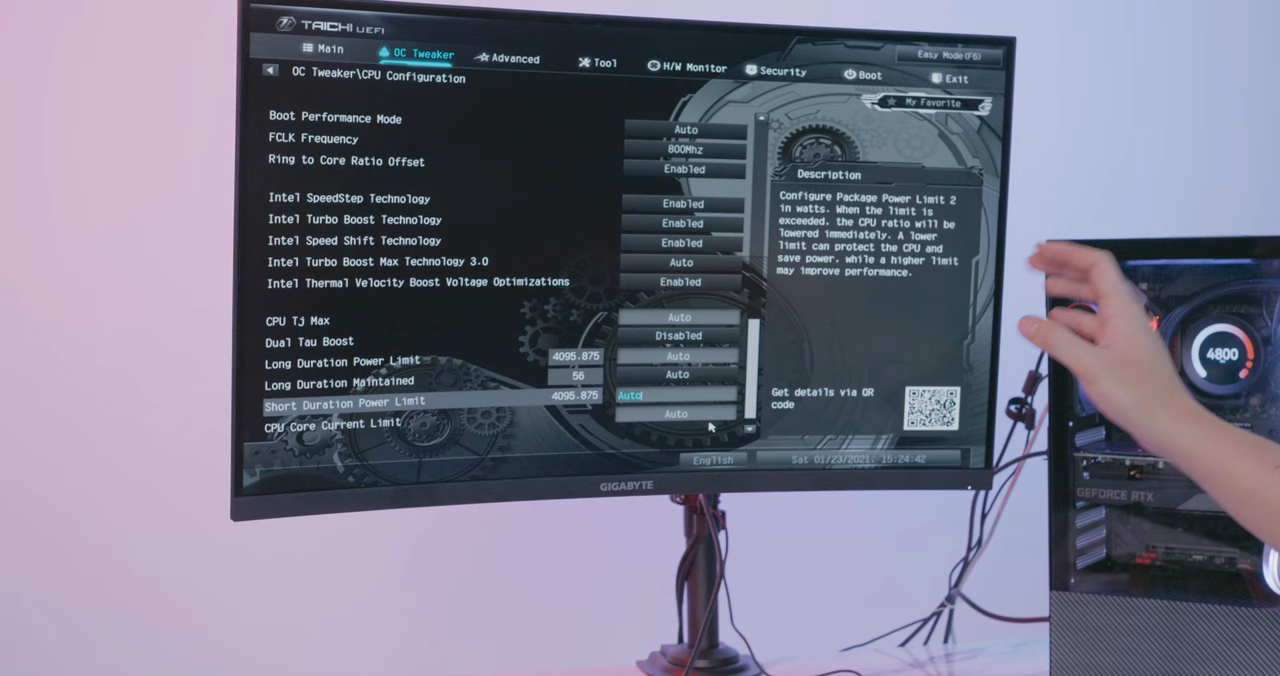 TAICHI UEFI
Main
OC Tweaker
Advanced
Tool
H/W Monitor
Security
Boot
Exit
Easy Mode(F6)
OC Tweaker\CPU Configuration
My Favorite
Boot Performance Mode Auto
FCLK Frequency 800Mhz
Ring to Core Ratio Offset Enabled
Intel SpeedStep Technology Enabled
Intel Turbo Boost Technology Enabled
Intel Speed Shift Technology Enabled
Intel Turbo Boost Max Technology 3.0 Auto
Intel Thermal Velocity Boost Voltage Optimizations Enabled
CPU Tj Max Auto
Dual Tau Boost Disabled
Long Duration Power Limit 4095.875 Auto
Long Duration Maintained 56 Auto
Short Duration Power Limit 4095.875 Auto
CPU Core Current Limit Auto
Description
Configure Package Power Limit 2
in watts. When the limit is
exceeded, the CPU ratio will be
lowered immediately. A lower
limit can protect the CPU and
save power, while a higher limit
may improve performance.
Get details via QR
code
English
Sat 01/23/2021. 15:24:42
GIGABYTE
4800
GEFORCE RTX